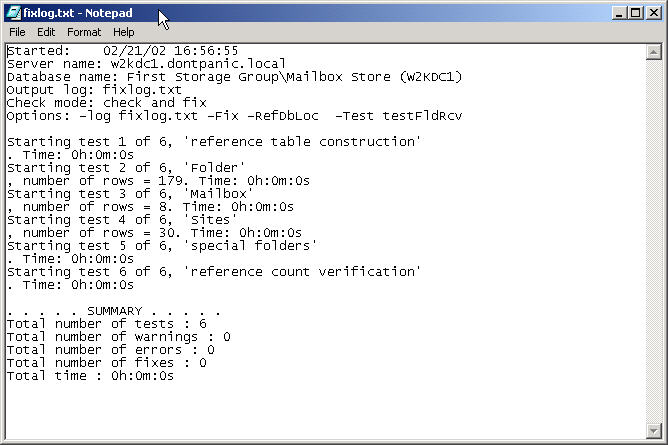 fixlog.txt - Notepad
File Edit Format Help
Started: 02/21/02 16:56:55
Server name: w2kdc1.dontpanic.local
Database name: First Storage Group\Mailbox Store (W2KDC1)
Output log: fixlog.txt
Check mode: check and fix
Options: -log fixlog.txt -Fix -RefDbLoc -Test testFldRcv
Starting test 1 of 6, 'reference table construction'
. Time: 0h:0m:0s
Starting test 2 of 6, 'Folder'
, number of rows = 179. Time: 0h:0m:0s
Starting test 3 of 6, 'Mailbox'
, number of rows = 8. Time: 0h:0m:0s
Starting test 4 of 6, 'Sites'
, number of rows = 30. Time: 0h:0m:0s
Starting test 5 of 6, 'special folders'
. Time: 0h:0m:0s
Starting test 6 of 6, 'reference count verification'
. Time: 0h:0m:0s
. . . . . SUMMARY . . . . .
Total number of tests : 6
Total number of warnings : 0
Total number of errors : 0
Total number of fixes : 0
Total time : 0h:0m:0s